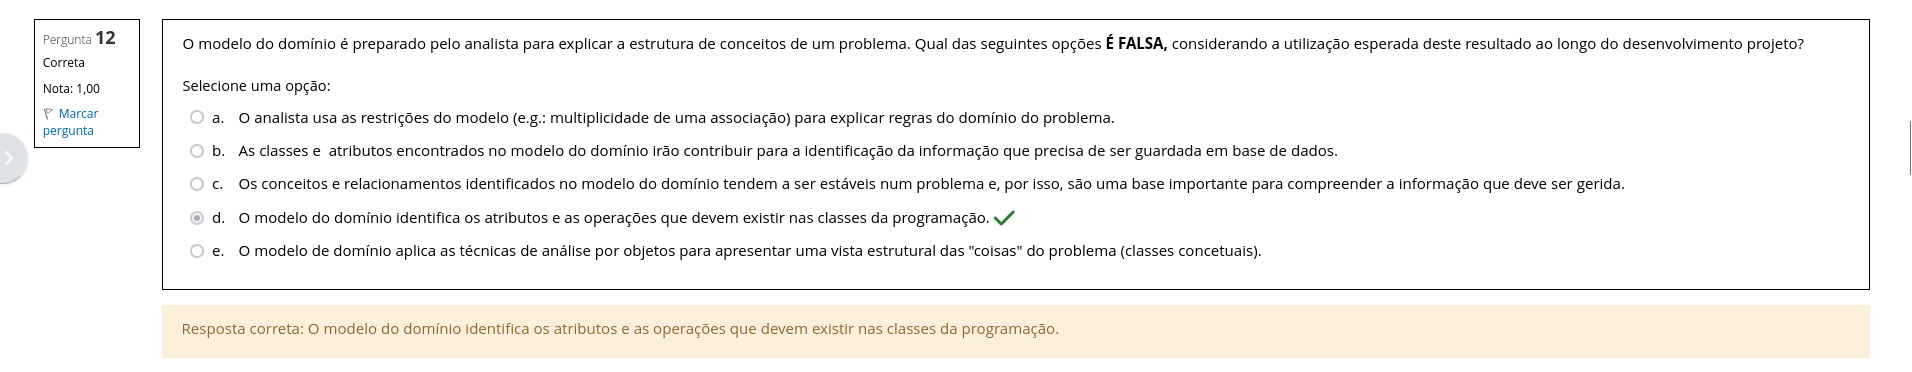 Pergunta 12
Correta
Nota: 1,00
Marcar
pergunta
O modelo do domínio é preparado pelo analista para explicar a estrutura de conceitos de um problema. Qual das seguintes opções É FALSA, considerando a utilização esperada deste resultado ao longo do desenvolvimento projeto?
Selecione uma opção:
a. O analista usa as restrições do modelo (e.g.: multiplicidade de uma associação) para explicar regras do domínio do problema.
b. As classes e atributos encontrados no modelo do domínio irão contribuir para a identificação da informação que precisa de ser guardada em base de dados.
c. Os conceitos e relacionamentos identificados no modelo do domínio tendem a ser estáveis num problema e, por isso, são uma base importante para compreender a informação que deve ser gerida.
d. O modelo do domínio identifica os atributos e as operações que devem existir nas classes da programação.
e. O modelo de domínio aplica as técnicas de análise por objetos para apresentar uma vista estrutural das "coisas" do problema (classes concetuais).
Resposta correta: O modelo do domínio identifica os atributos e as operações que devem existir nas classes da programação.